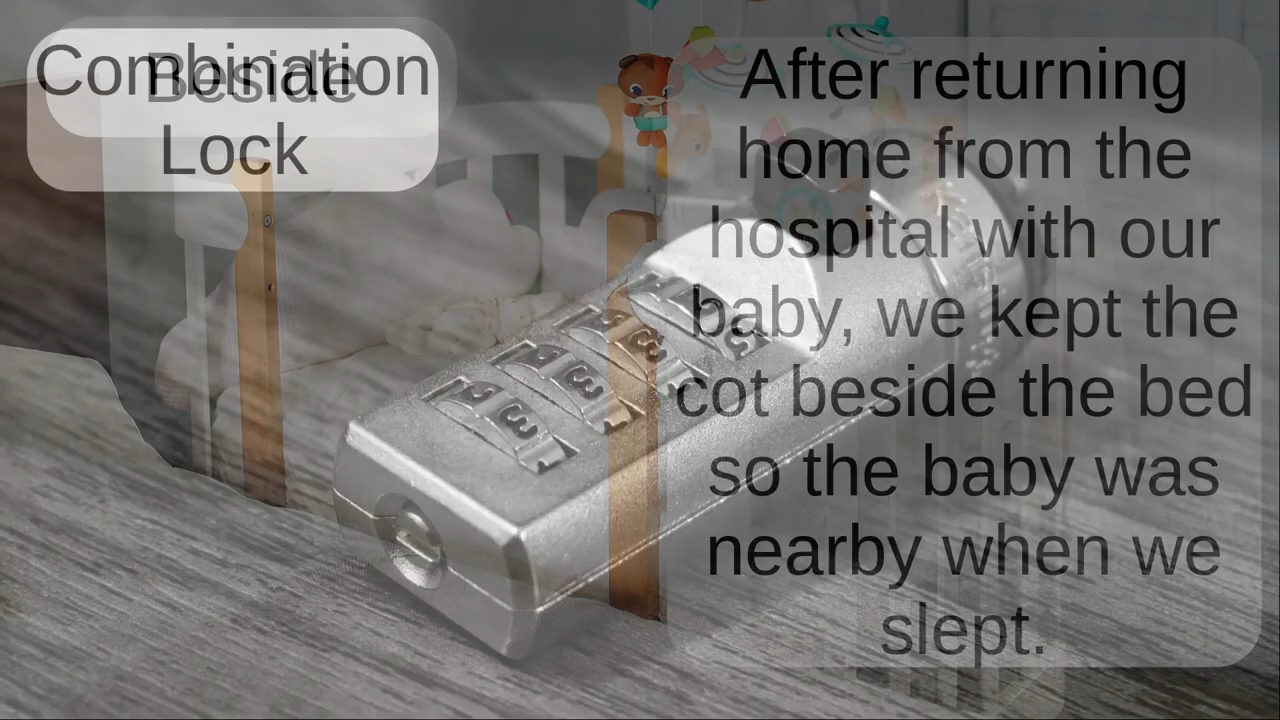 Combination
Beside
Lock
After returning
home from the
hospital with our
baby, we kept the
cot beside the bed
so the baby was
nearby when we
slept.